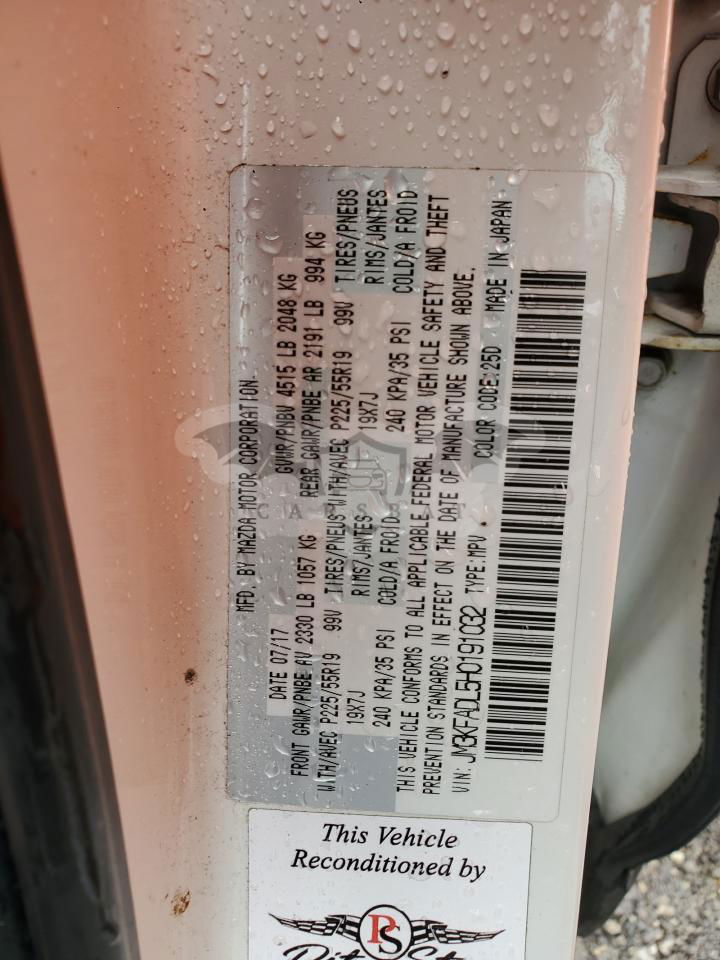 MFD. BY MAZDA MOTOR CORPORATION.
DATE 07/17 GVWR/PNBV 4515 LB 2048 KG
FRONT GAWR/PNBE AV 2330 LB 1057 KG REAR GAWR/PNBE AR 2191 LB 994 KG
WITH/AVEC P225/55R19 99V TIRES/PNEUS WITH/AVEC P225/55R19 99V TIRES/PNEUS
19X7J RIMS/JANTES 19X7J RIMS/JANTES
240 KPA/35 PSI COLD/A FROID 240 KPA/35 PSI COLD/A FROID
THIS VEHICLE CONFORMS TO ALL APPLICABLE FEDERAL MOTOR VEHICLE SAFETY AND THEFT
PREVENTION STANDARDS IN EFFECT ON THE DATE OF MANUFACTURE SHOWN ABOVE.
VIN: JM3KFADL5H0191032 TYPE:MPV COLOR CODE:25D MADE IN JAPAN
CARSBAT
This Vehicle
Reconditioned by
PS